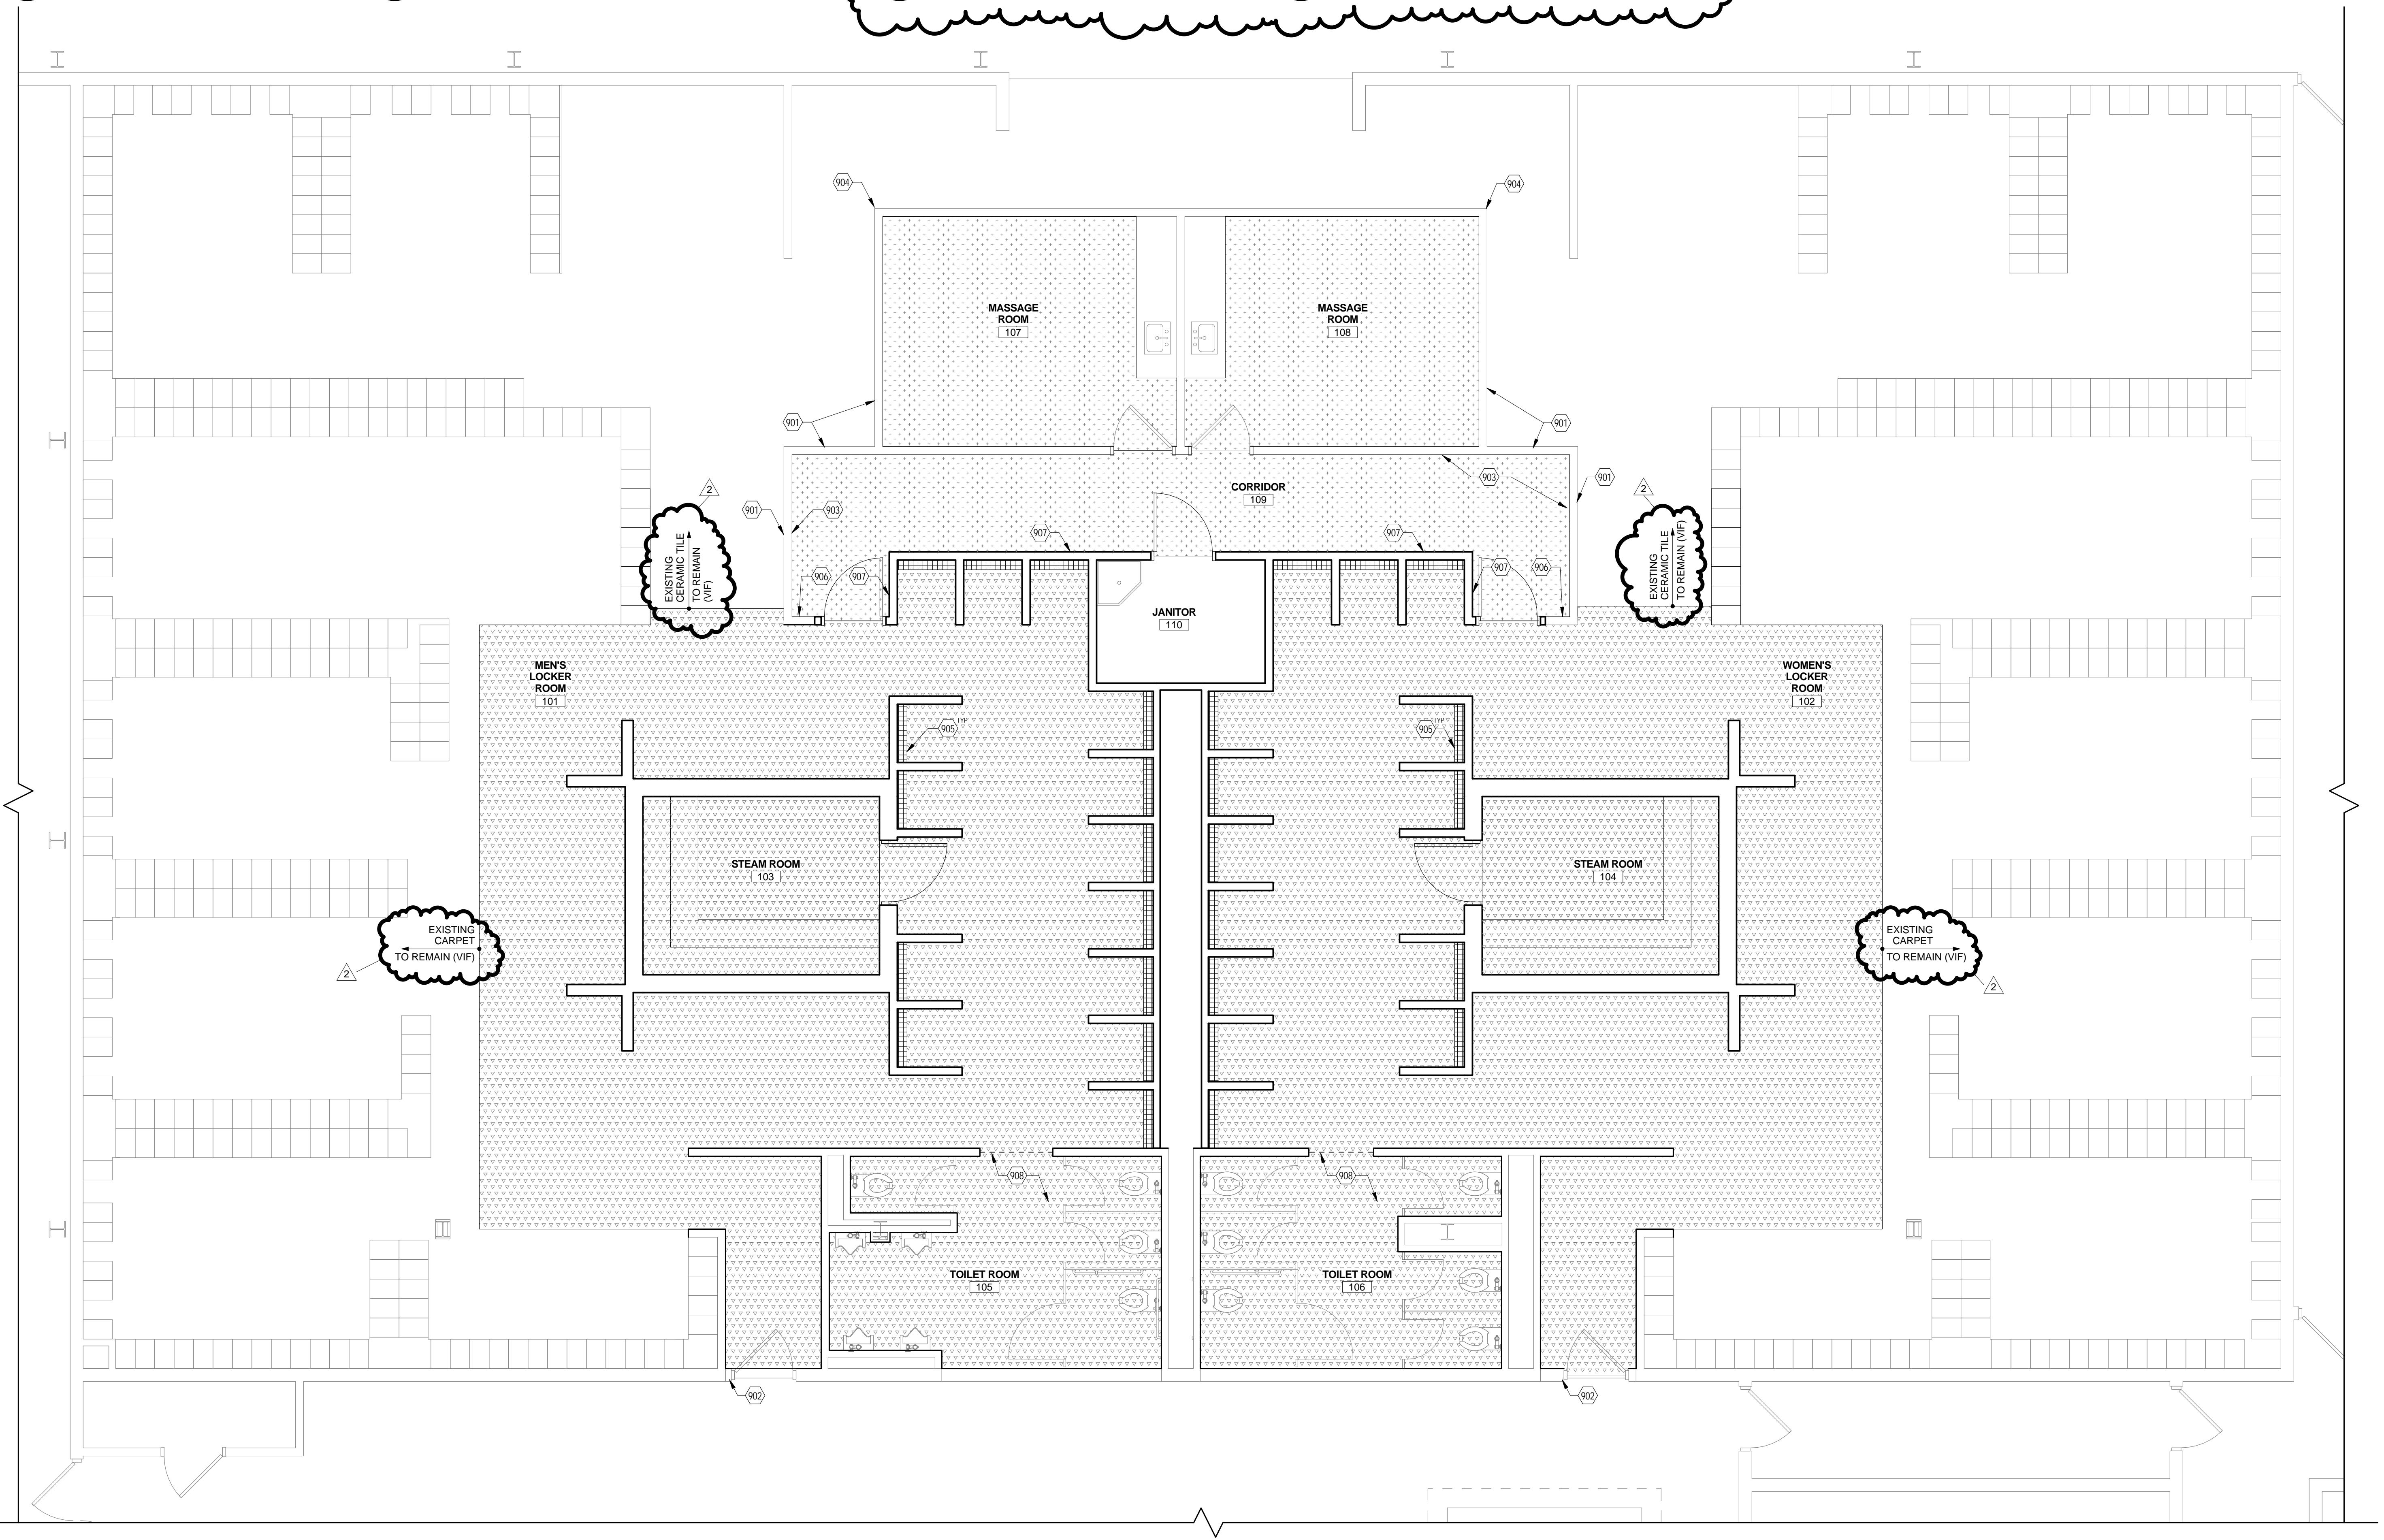 904
904
MASSAGE
ROOM
107
MASSAGE
ROOM
108
901
901
CORRIDOR
109
903
901
2
2
901
903
EXISTING
CERAMIC TILE
TO REMAIN
(VIF)
907
907
EXISTING
CERAMIC TILE
TO REMAIN (VIF)
906
907
907
906
JANITOR
110
MEN'S
LOCKER
ROOM
101
WOMEN'S
LOCKER
ROOM
102
905 TYP
905 TYP
STEAM ROOM
103
STEAM ROOM
104
EXISTING
CARPET
TO REMAIN (VIF)
2
EXISTING
CARPET
TO REMAIN (VIF)
2
908
908
TOILET ROOM
105
TOILET ROOM
106
902
902